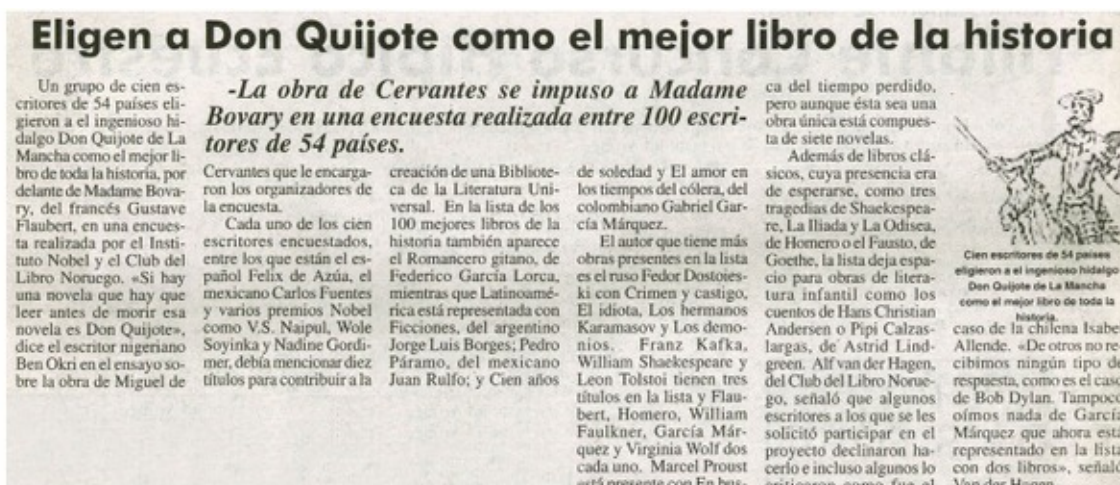 Eligen a Don Quijote como el mejor libro de la historia
-La obra de Cervantes se impuso a Madame
Bovary en una encuesta realizada entre 100 escri-
tores de 54 países.
Un grupo de cien es-
critores de 54 países eli-
gieron a el ingenioso hi-
dalgo Don Quijote de La
Mancha como el mejor li-
bro de toda la historia, por
delante de Madame Bova-
ry, del francés Gustave
Flaubert, en una encues-
ta realizada por el Insti-
tuto Nobel y el Club del
Libro Noruego. «Si hay
una novela que hay que
leer antes de morir esa
novela es Don Quijote»,
dice el escritor nigeriano
Ben Okri en el ensayo so-
bre la obra de Miguel de
Cervantes que le encarga-
ron los organizadores de
la encuesta.
Cada uno de los cien
escritores encuestados,
entre los que están el es-
pañol Felix de Azúa, el
mexicano Carlos Fuentes
y varios premios Nobel
como V.S. Naipul, Wole
Soyinka y Nadine Gordi-
mer, debía mencionar diez
títulos para contribuir a la
creación de una Bibliote-
ca de la Literatura Uni-
versal. En la lista de los
100 mejores libros de la
historia también aparece
el Romancero gitano, de
Federico García Lorca,
mientras que Latinoamé-
rica está representada con
Ficciones, del argentino
Jorge Luis Borges; Pedro
Páramo, del mexicano
Juan Rulfo; y Cien años
de soledad y El amor en
los tiempos del cólera, del
colombiano Gabriel Gar-
cía Márquez.
El autor que tiene más
obras presentes en la lista
es el ruso Fedor Dostoies-
ki con Crimen y castigo,
El idiota, Los hermanos
Karamasov y Los demo-
nios. Franz Kafka,
William Shaekespeare y
Leon Tolstoi tienen tres
títulos en la lista y Flau-
bert, Homero, William
Faulkner, García Már-
quez y Virginia Wolf dos
cada uno. Marcel Proust
está presente con En bus-
ca del tiempo perdido,
pero aunque ésta sea una
obra única está compues-
ta de siete novelas.
Además de libros clá-
sicos, cuya presencia era
de esperarse, como tres
tragedias de Shaekespea-
re, La Iliada y La Odisea,
de Homero o el Fausto, de
Goethe, la lista deja espa-
cio para obras de litera-
tura infantil como los
cuentos de Hans Christian
Andersen o Pipi Calzas-
largas, de Astrid Lind-
green. Alf van der Hagen,
del Club del Libro Norue-
go, señaló que algunos
escritores a los que se les
solicitó participar en el
proyecto declinaron ha-
cerlo e incluso algunos lo
criticaron como fue el
Cien escritores de 54 países
eligieron a el ingenioso hidalgo
Don Quijote de La Mancha
como el mejor libro de toda la
historia.
caso de la chilena Isabe
Allende. «De otros no re-
cibimos ningún tipo de
respuesta, como es el caso
de Bob Dylan. Tampoco
oímos nada de García
Márquez que ahora está
representado en la lista
con dos libros», señaló
Van der Hagen.